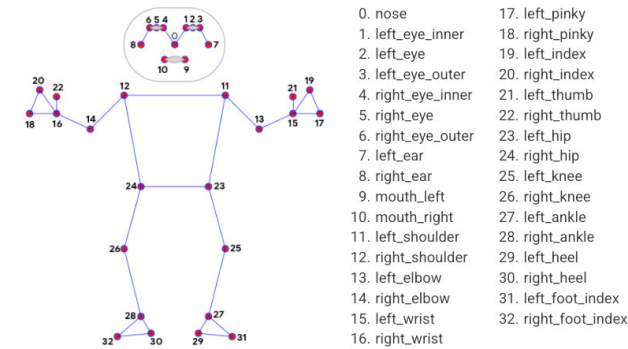 6 5 4 1 2 3
0
8 7
10 9
20 22 12 11 21 19
18 16 14 13 15 17
24 23
26 25
28 27
32 30 29 31
0. nose
1. left_eye_inner
2. left_eye
3. left_eye_outer
4. right_eye_inner
5. right_eye
6. right_eye_outer
7. left_ear
8. right_ear
9. mouth_left
10. mouth_right
11. left_shoulder
12. right_shoulder
13. left_elbow
14. right_elbow
15. left_wrist
16. right_wrist
17. left_pinky
18. right_pinky
19. left_index
20. right_index
21. left_thumb
22. right_thumb
23. left_hip
24. right_hip
25. left_knee
26. right_knee
27. left_ankle
28. right_ankle
29. left_heel
30. right_heel
31. left_foot_index
32. right_foot_index